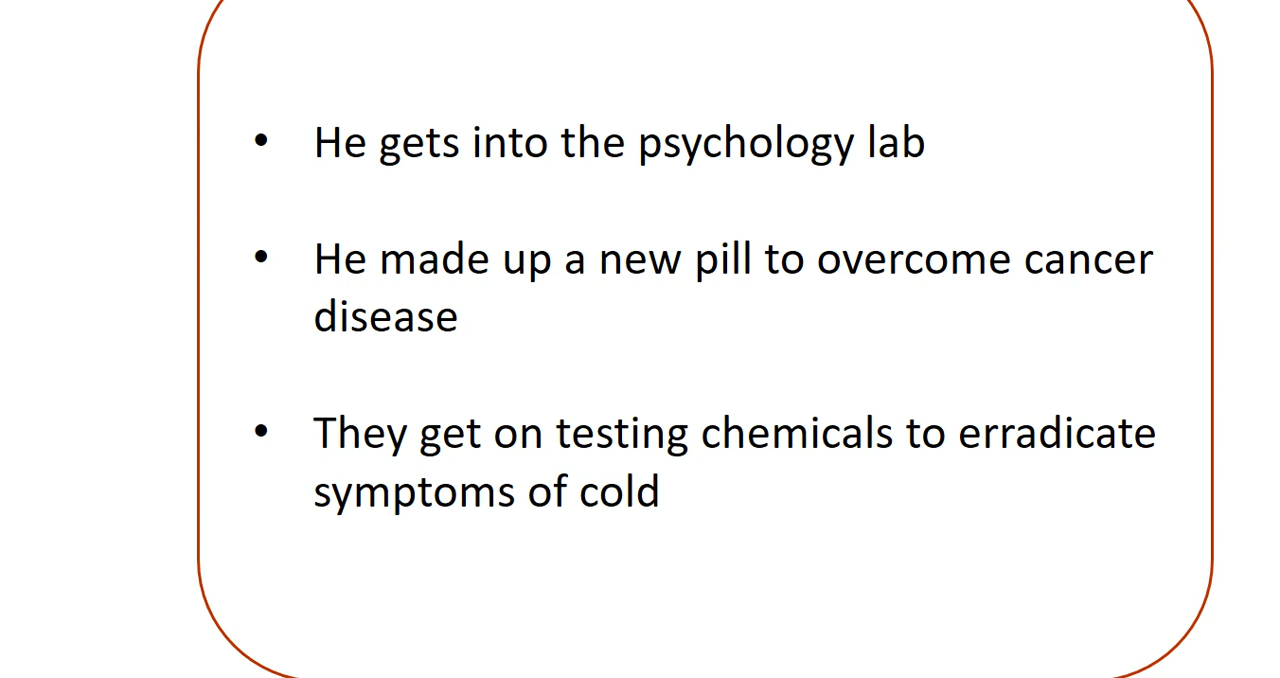 • He gets into the psychology lab
• He made up a new pill to overcome cancer
disease
• They get on testing chemicals to erradicate
symptoms of cold